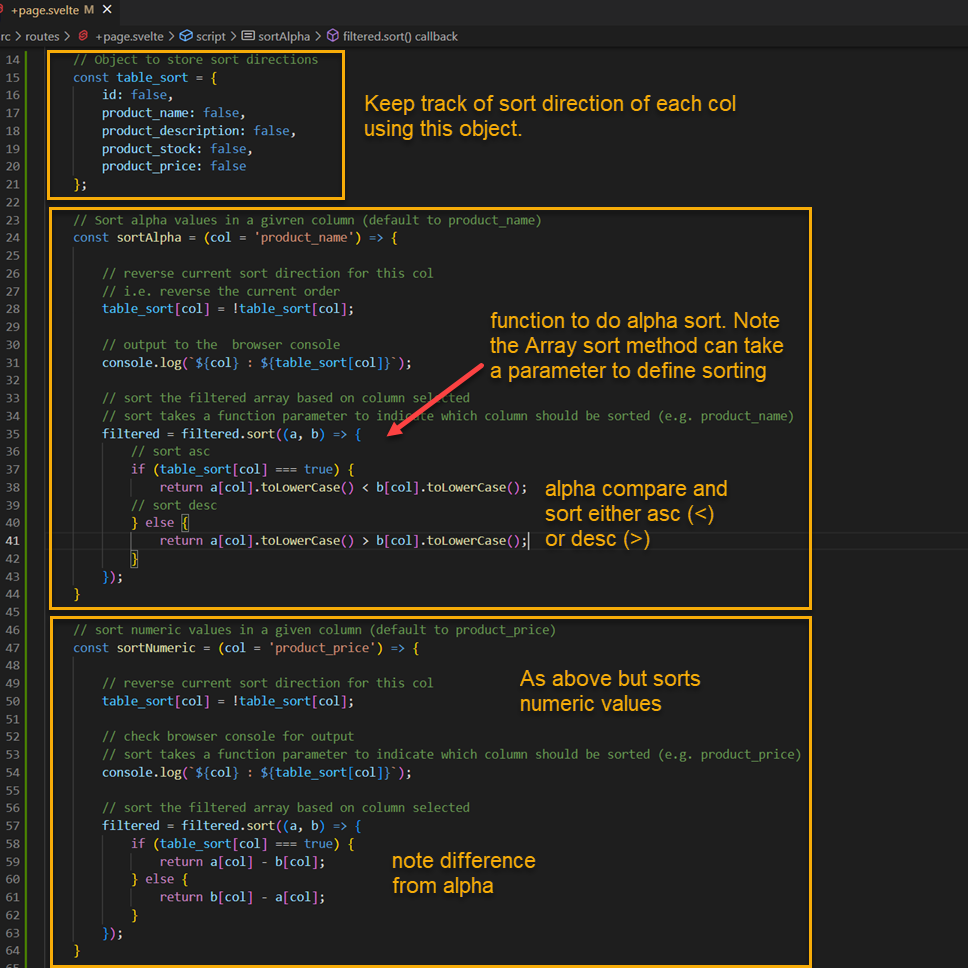 +page.svelte M ×
rc > routes > +page.svelte > script > sortAlpha > filtered.sort() callback
14 // Object to store sort directions
15 const table_sort = {
16 id: false,
17 product_name: false,
18 product_description: false,
19 product_stock: false,
20 product_price: false
21 };
Keep track of sort direction of each col
using this object.
22
23 // Sort alpha values in a givren column (default to product_name)
24 const sortAlpha = (col = 'product_name') => {
25
26 // reverse current sort direction for this col
27 // i.e. reverse the current order
28 table_sort[col] = !table_sort[col];
29
30 // output to the  browser console
31 console.log(`${col} : ${table_sort[col]}`);
32
function to do alpha sort. Note
the Array sort method can take
a parameter to define sorting
33 // sort the filtered array based on column selected
34 // sort takes a function parameter to indicate which column should be sorted (e.g. product_name)
35 filtered = filtered.sort((a, b) => {
36 // sort asc
37 if (table_sort[col] === true) {
38 return a[col].toLowerCase() < b[col].toLowerCase();
39 // sort desc
40 } else {
41 return a[col].toLowerCase() > b[col].toLowerCase();
42 }
43 });
44 }
alpha compare and
sort either asc (<)
or desc (>)
45
46 // sort numeric values in a given column (default to product_price)
47 const sortNumeric = (col = 'product_price') => {
48
49 // reverse current sort direction for this col
50 table_sort[col] = !table_sort[col];
51
As above but sorts
numeric values
52 // check browser console for output
53 // sort takes a function parameter to indicate which column should be sorted (e.g. product_price)
54 console.log(`${col} : ${table_sort[col]}`);
55
56 // sort the filtered array based on column selected
57 filtered = filtered.sort((a, b) => {
58 if (table_sort[col] === true) {
59 return a[col] - b[col];
60 } else {
61 return b[col] - a[col];
62 }
63 });
64 }
note difference
from alpha
65